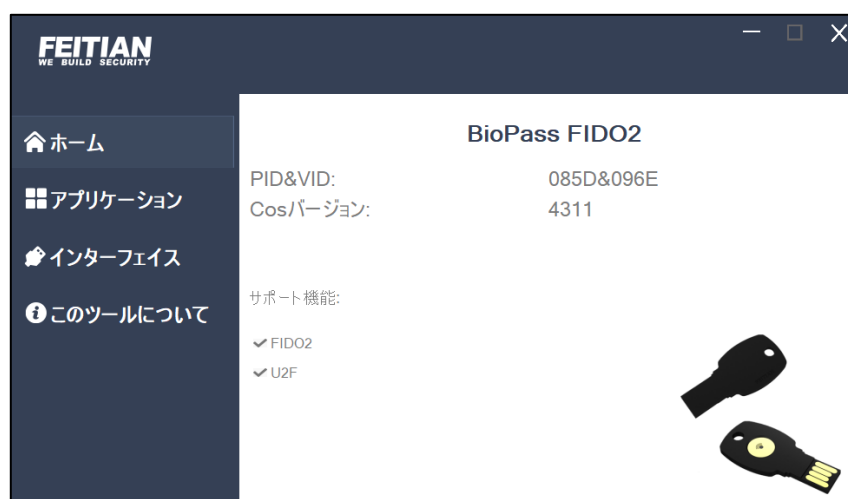 FEITIAN
WE BUILD SECURITY
ホーム
アプリケーション
インターフェイス
このツールについて
BioPass FIDO2
PID&VID: 085D&096E
Cosバージョン: 4311
サポート機能:
FIDO2
U2F